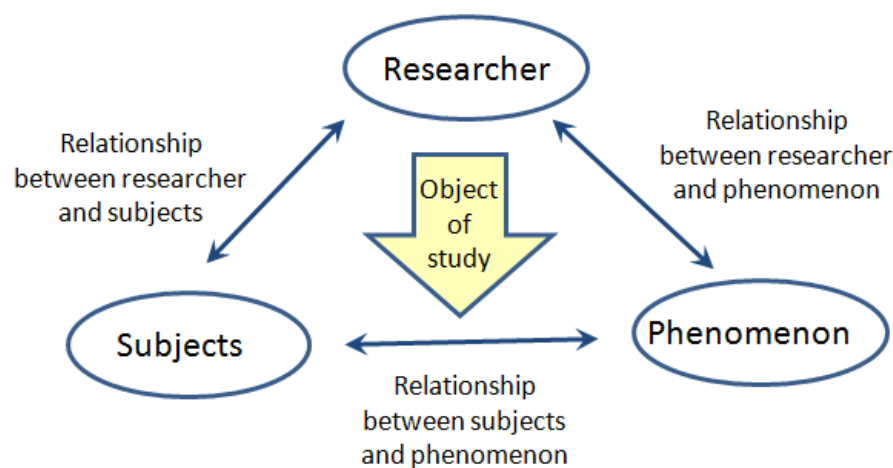 Researcher
Relationship
between researcher
and subjects
Relationship
between researcher
and phenomenon
Object
of
study
Subjects
Phenomenon
Relationship
between subjects
and phenomenon